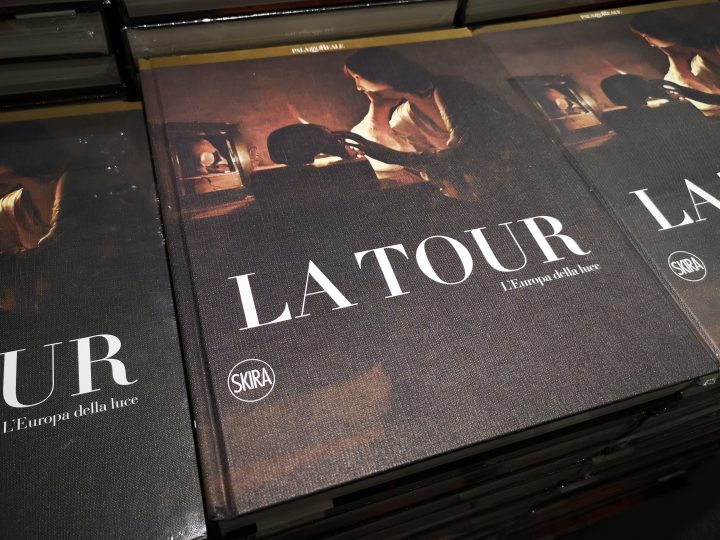 PALAZZOREALE
LA TOUR
L'Europa della luce
SKIRA
UR
L'Europa della luce
LA
SKIRA